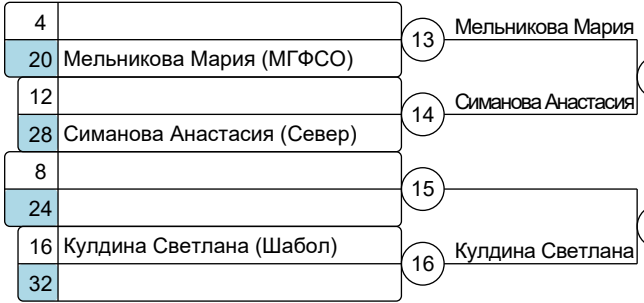 4
20 Мельникова Мария (МГФСО)
13 Мельникова Мария
12
28 Симанова Анастасия (Север)
14 Симанова Анастасия
8
24
15
16 Кулдина Светлана (Шабол)
32
16 Кулдина Светлана